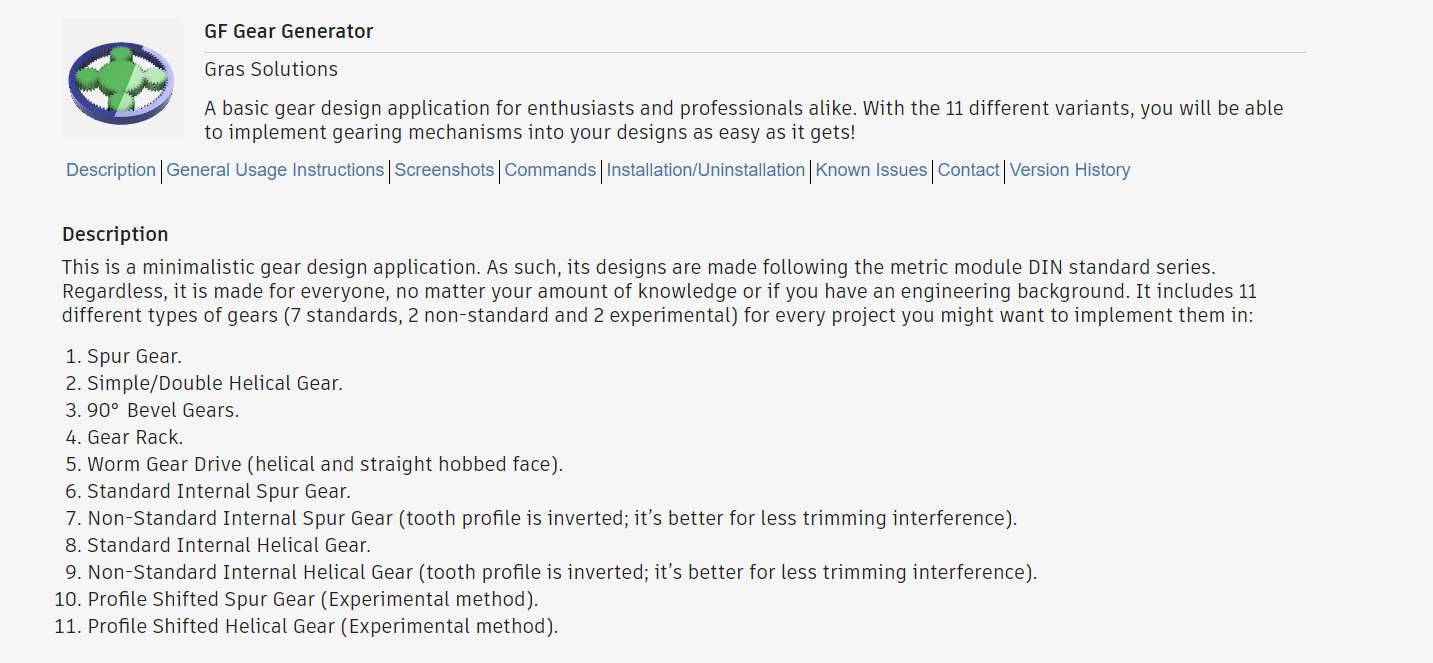 GF Gear Generator
Gras Solutions
A basic gear design application for enthusiasts and professionals alike. With the 11 different variants, you will be able
to implement gearing mechanisms into your designs as easy as it gets!
Description | General Usage Instructions | Screenshots | Commands | Installation/Uninstallation | Known Issues | Contact | Version History
Description
This is a minimalistic gear design application. As such, its designs are made following the metric module DIN standard series.
Regardless, it is made for everyone, no matter your amount of knowledge or if you have an engineering background. It includes 11
different types of gears (7 standards, 2 non-standard and 2 experimental) for every project you might want to implement them in:
1. Spur Gear.
2. Simple/Double Helical Gear.
3. 90° Bevel Gears.
4. Gear Rack.
5. Worm Gear Drive (helical and straight hobbed face).
6. Standard Internal Spur Gear.
7. Non-Standard Internal Spur Gear (tooth profile is inverted; it’s better for less trimming interference).
8. Standard Internal Helical Gear.
9. Non-Standard Internal Helical Gear (tooth profile is inverted; it’s better for less trimming interference).
10. Profile Shifted Spur Gear (Experimental method).
11. Profile Shifted Helical Gear (Experimental method).